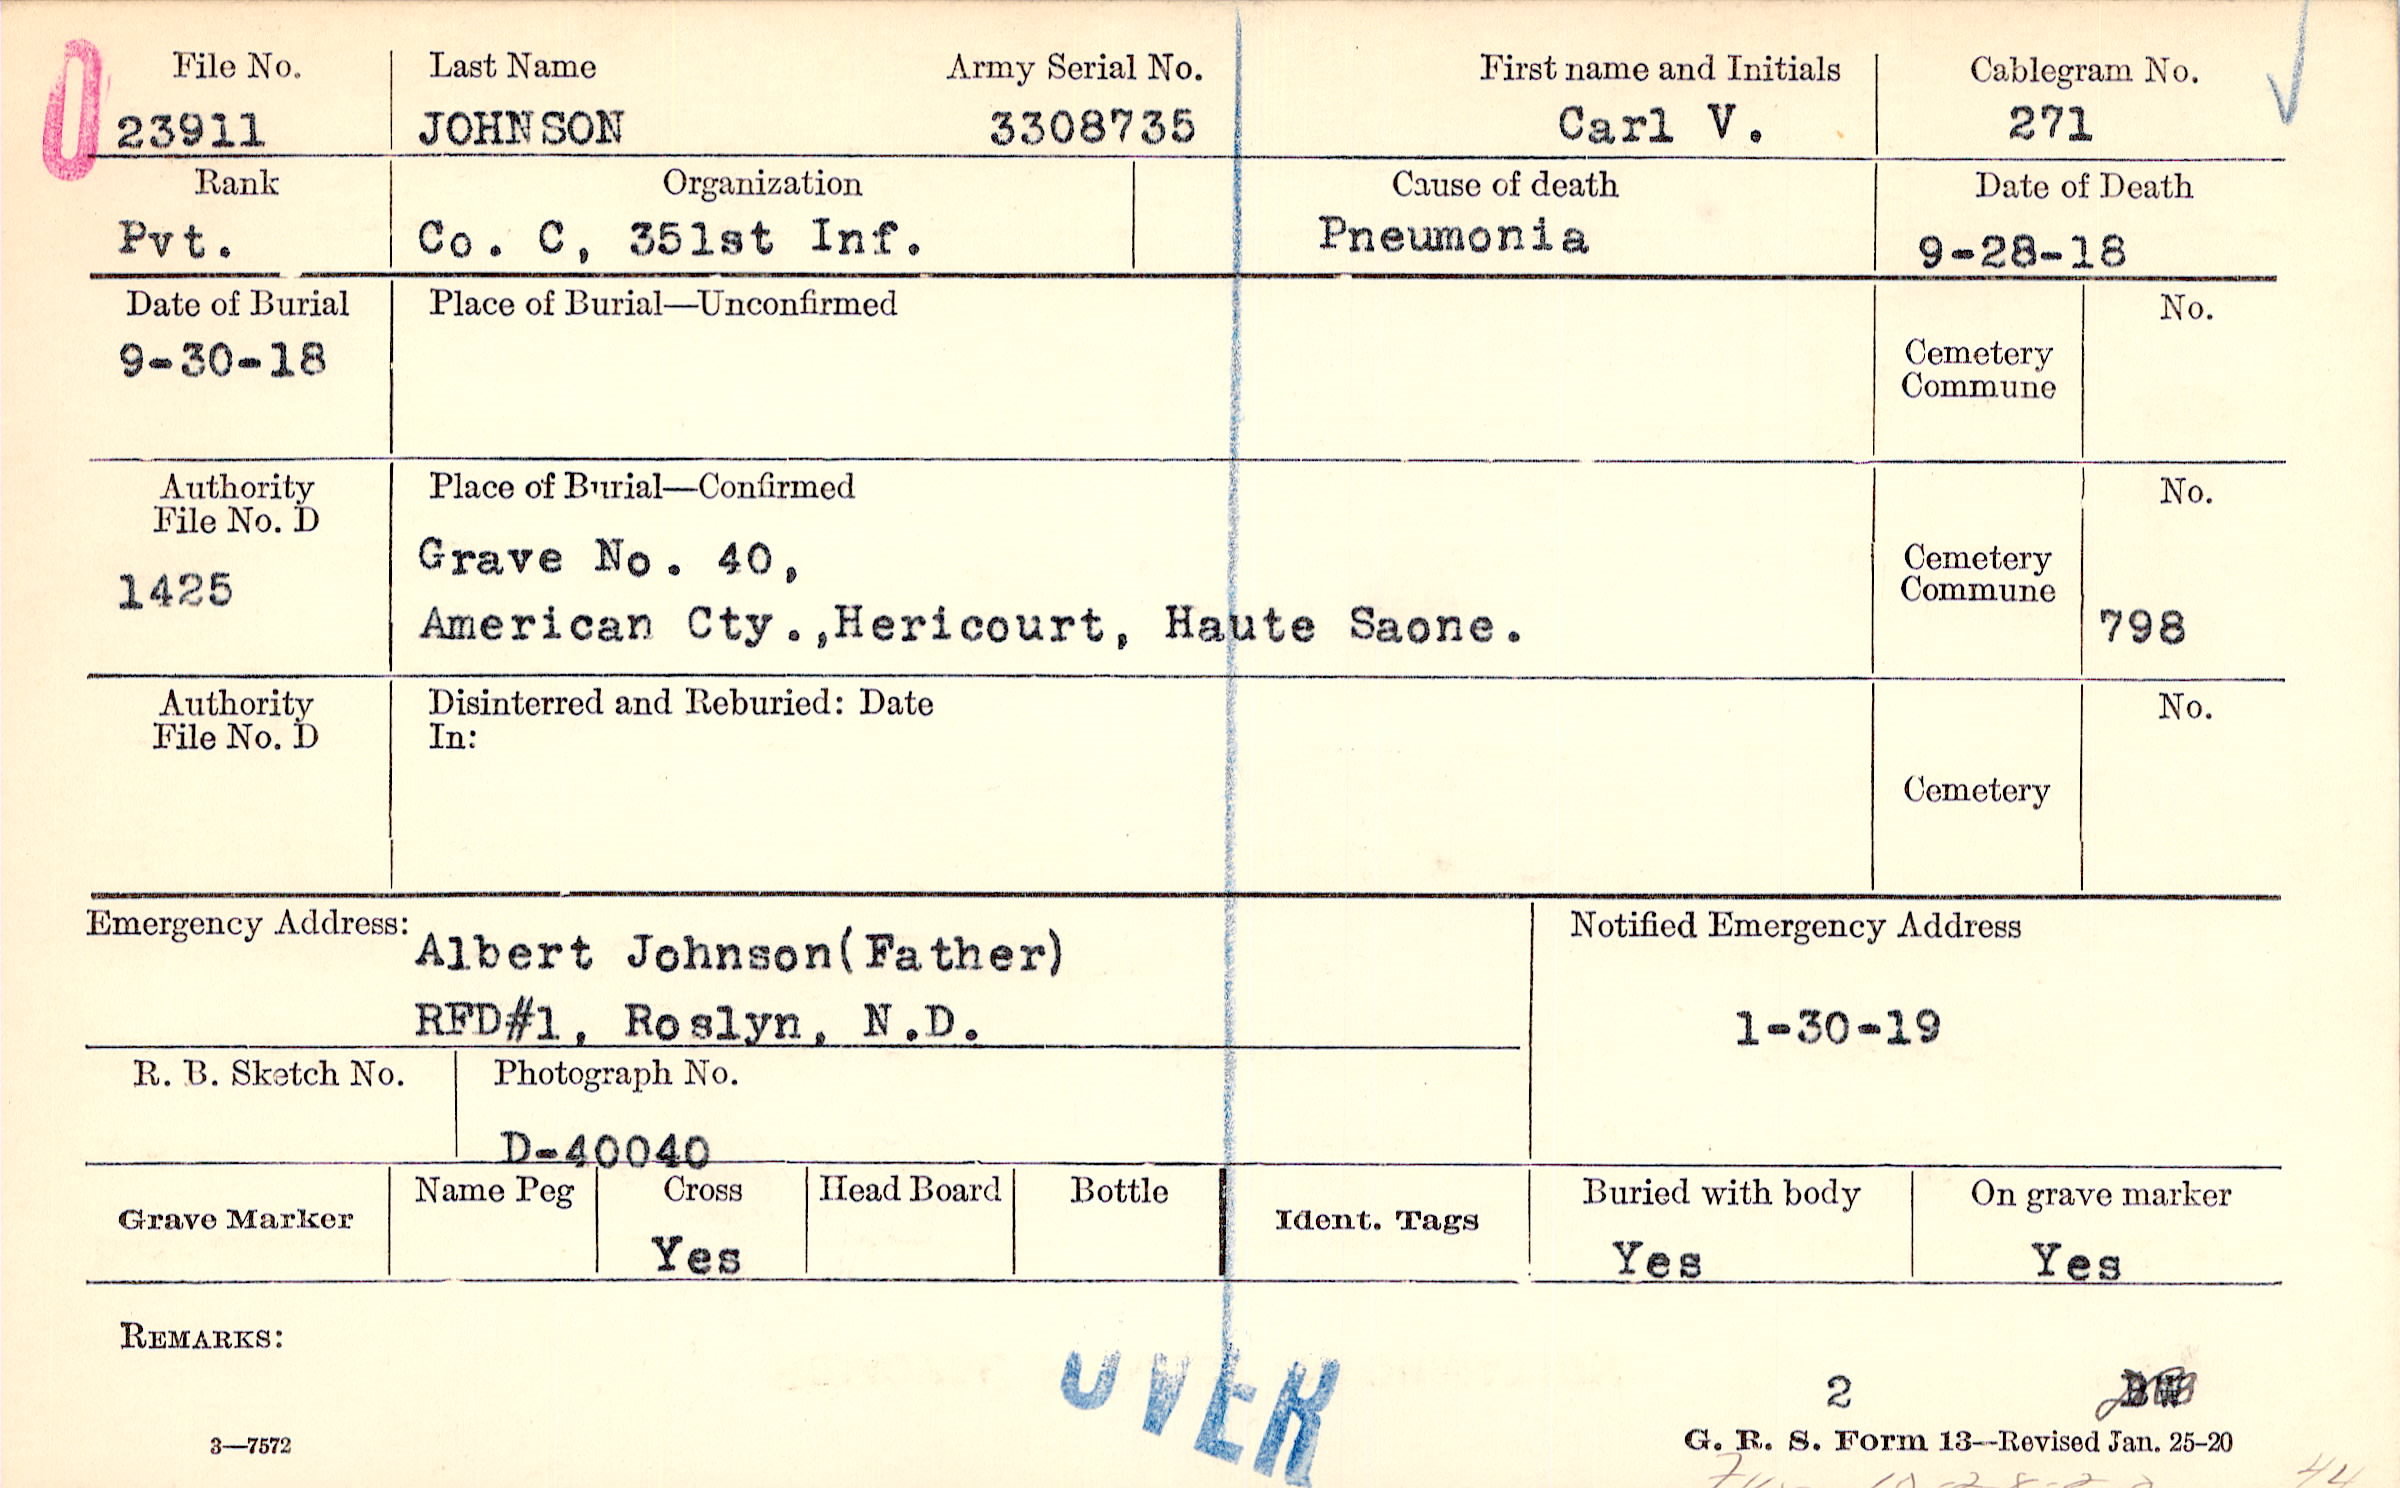 File No. Last Name Army Serial No. First name and Initials Cablegram No.
23911 JOHNSON 3308735 Carl V. 271
Rank Organization Cause of death Date of Death
Pvt. Co. C, 351st Inf. Pneumonia 9-28-18
Date of Burial Place of Burial—Unconfirmed No.
9-30-18
Cemetery
Commune
Authority Place of Burial—Confirmed No.
File No. D
1425
Grave No. 40,
American Cty.,Hericourt, Haute Saone.
Cemetery
Commune
798
Authority Disinterred and Reburied: Date No.
File No. D In:
Cemetery
Emergency Address: Notified Emergency Address
Albert Johnson(Father)
RFD#1, Roslyn, N.D.
1-30-19
R. B. Sketch No. Photograph No.
D-40040
Grave Marker Name Peg Cross Head Board Bottle Ident. Tags Buried with body On grave marker
Yes Yes Yes
REMARKS:
OVER
2
3—7572 G. R. S. Form 13—Revised Jan. 25-20
44